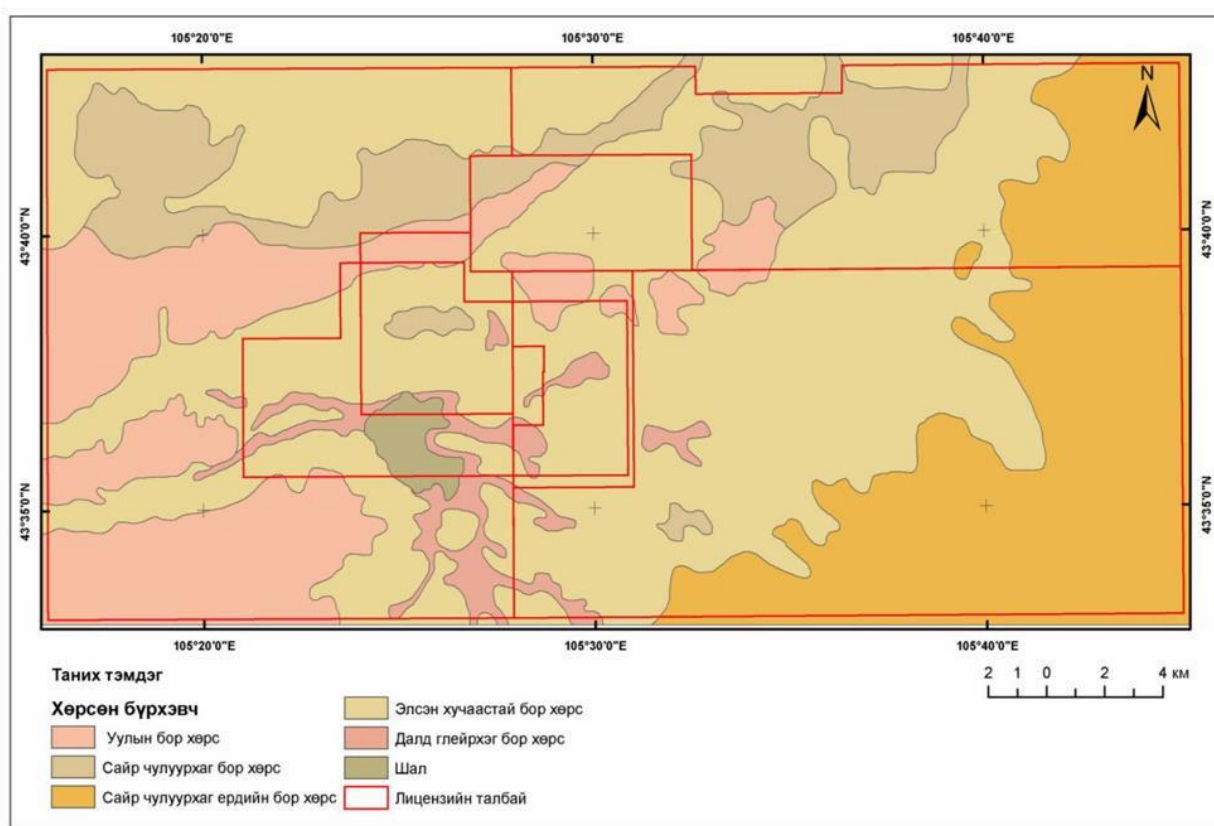 105°20'0"E 105°30'0"E 105°40'0"E
N
43°40'0"N 43°40'0"N
43°35'0"N 43°35'0"N
105°20'0"E 105°30'0"E 105°40'0"E
Таних тэмдэг
2 1 0 2 4 км
Хөрсөн бүрхэвч
Уулын бор хөрс
Сайр чулуурхаг бор хөрс
Сайр чулуурхаг ердийн бор хөрс
Элсэн хучаастай бор хөрс
Далд глейрхэг бор хөрс
Шал
Лицензийн талбай